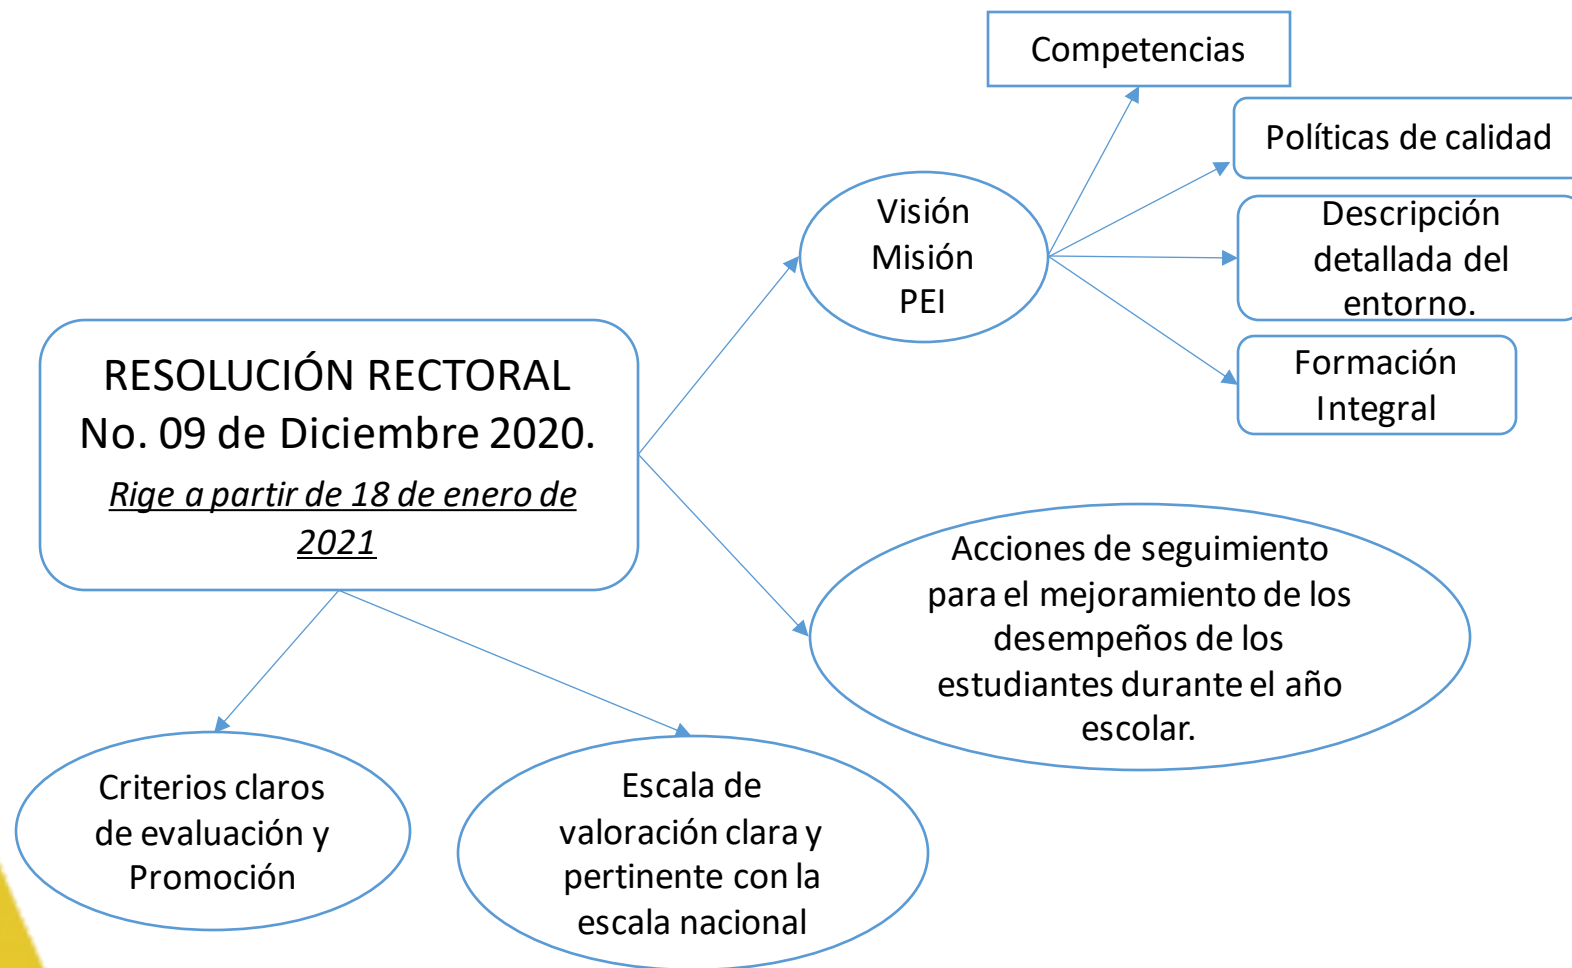 Competencias
Políticas de calidad
Visión
Misión
PEI
Descripción
detallada del
entorno.
Formación
Integral
RESOLUCIÓN RECTORAL
No. 09 de Diciembre 2020.
Rige a partir de 18 de enero de
2021
Acciones de seguimiento
para el mejoramiento de los
desempeños de los
estudiantes durante el año
escolar.
Criterios claros
de evaluación y
Promoción
Escala de
valoración clara y
pertinente con la
escala nacional